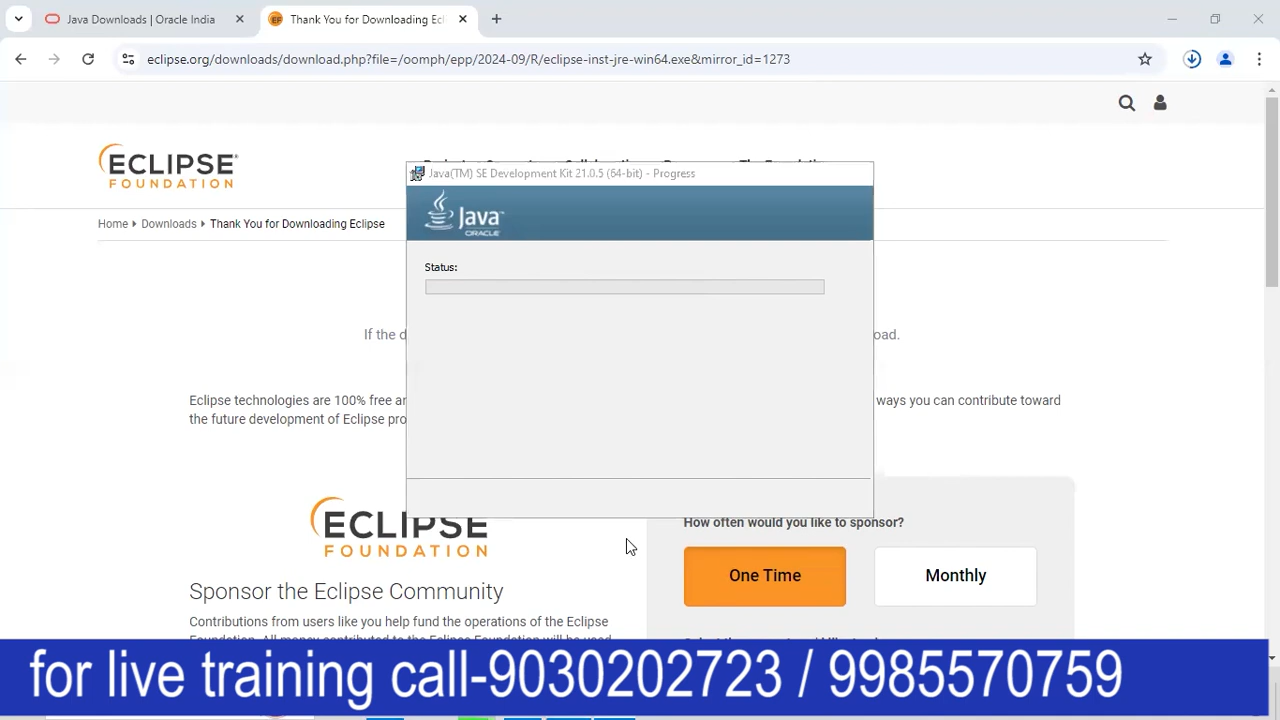 Java Downloads | Oracle India
Thank You for Downloading Ecl
eclipse.org/downloads/download.php?file=/oomph/epp/2024-09/R/eclipse-inst-jre-win64.exe&mirror_id=1273
ECLIPSE
FOUNDATION
Java(TM) SE Development Kit 21.0.5 (64-bit) - Progress
Java
ORACLE
Home Downloads Thank You for Downloading Eclipse
Status:
If the d
oad.
Eclipse technologies are 100% free an
ways you can contribute toward
the future development of Eclipse pro
ECLIPSE
FOUNDATION
How often would you like to sponsor?
One Time
Monthly
Sponsor the Eclipse Community
Contributions from users like you help fund the operations of the Eclipse
for live training call-9030202723 / 9985570759